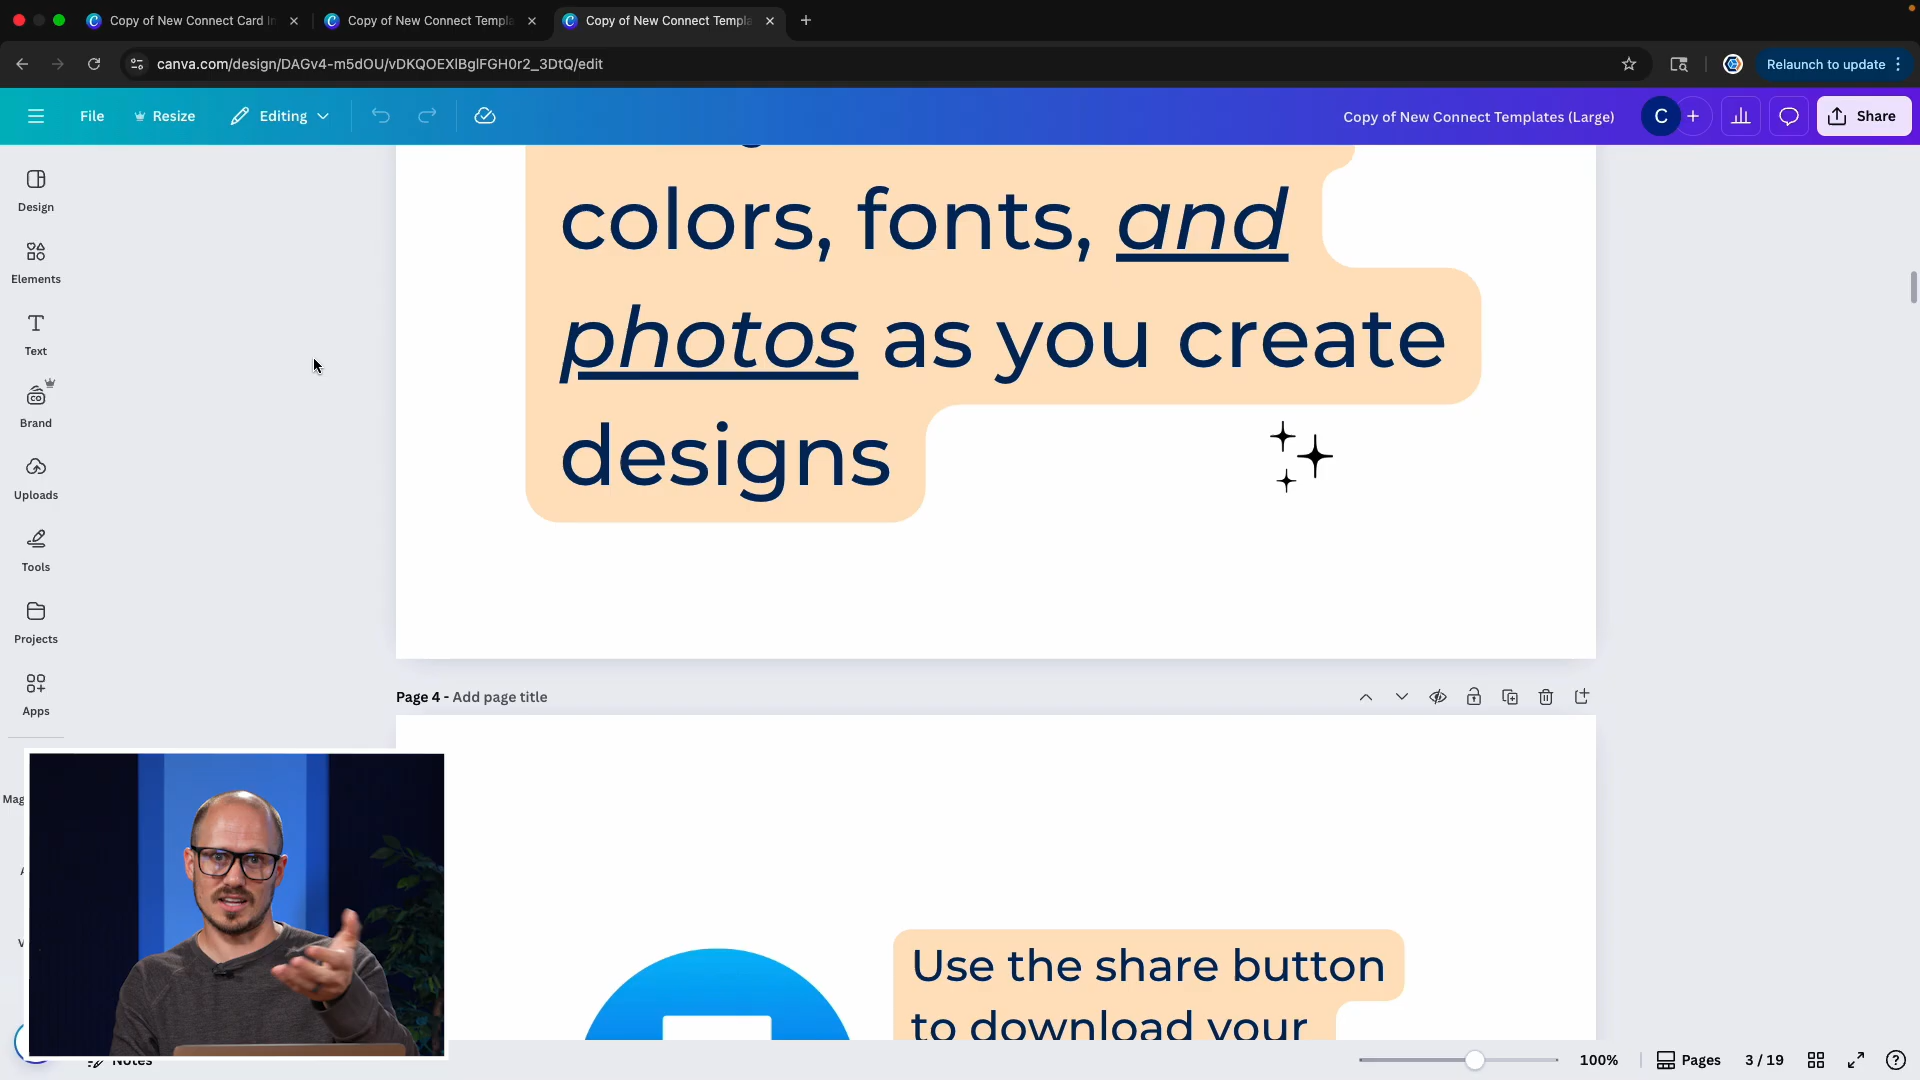 Copy of New Connect Card In
Copy of New Connect Templa
Copy of New Connect Templa
canva.com/design/DAGv4-m5dOU/vDKQOEXlBglFGH0r2_3DtQ/edit
Relaunch to update
File
Resize
Editing
Copy of New Connect Templates (Large)
C
Share
Design
Elements
Text
Brand
Uploads
Tools
Projects
Apps
Mag
colors, fonts, and
photos as you create
designs
Page 4 - Add page title
Use the share button
to download your
Notes
100%
Pages
3 / 19